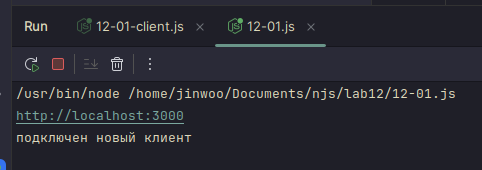 Run
12-01-client.js
12-01.js
/usr/bin/node /home/jinwoo/Documents/njs/lab12/12-01.js
http://localhost:3000
подключен новый клиент